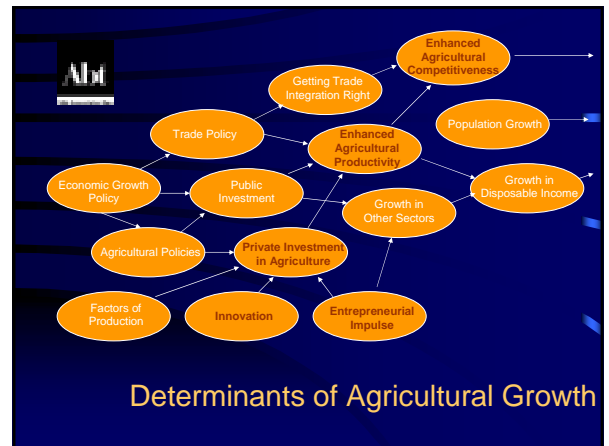 Abt
Enhanced
Agricultural
Competitiveness
Getting Trade
Integration Right
Trade Policy
Enhanced
Agricultural
Productivity
Population Growth
Economic Growth
Policy
Public
Investment
Growth in
Disposable Income
Growth in
Other Sectors
Agricultural Policies
Private Investment
in Agriculture
Factors of
Production
Innovation
Entrepreneurial
Impulse
Determinants of Agricultural Growth